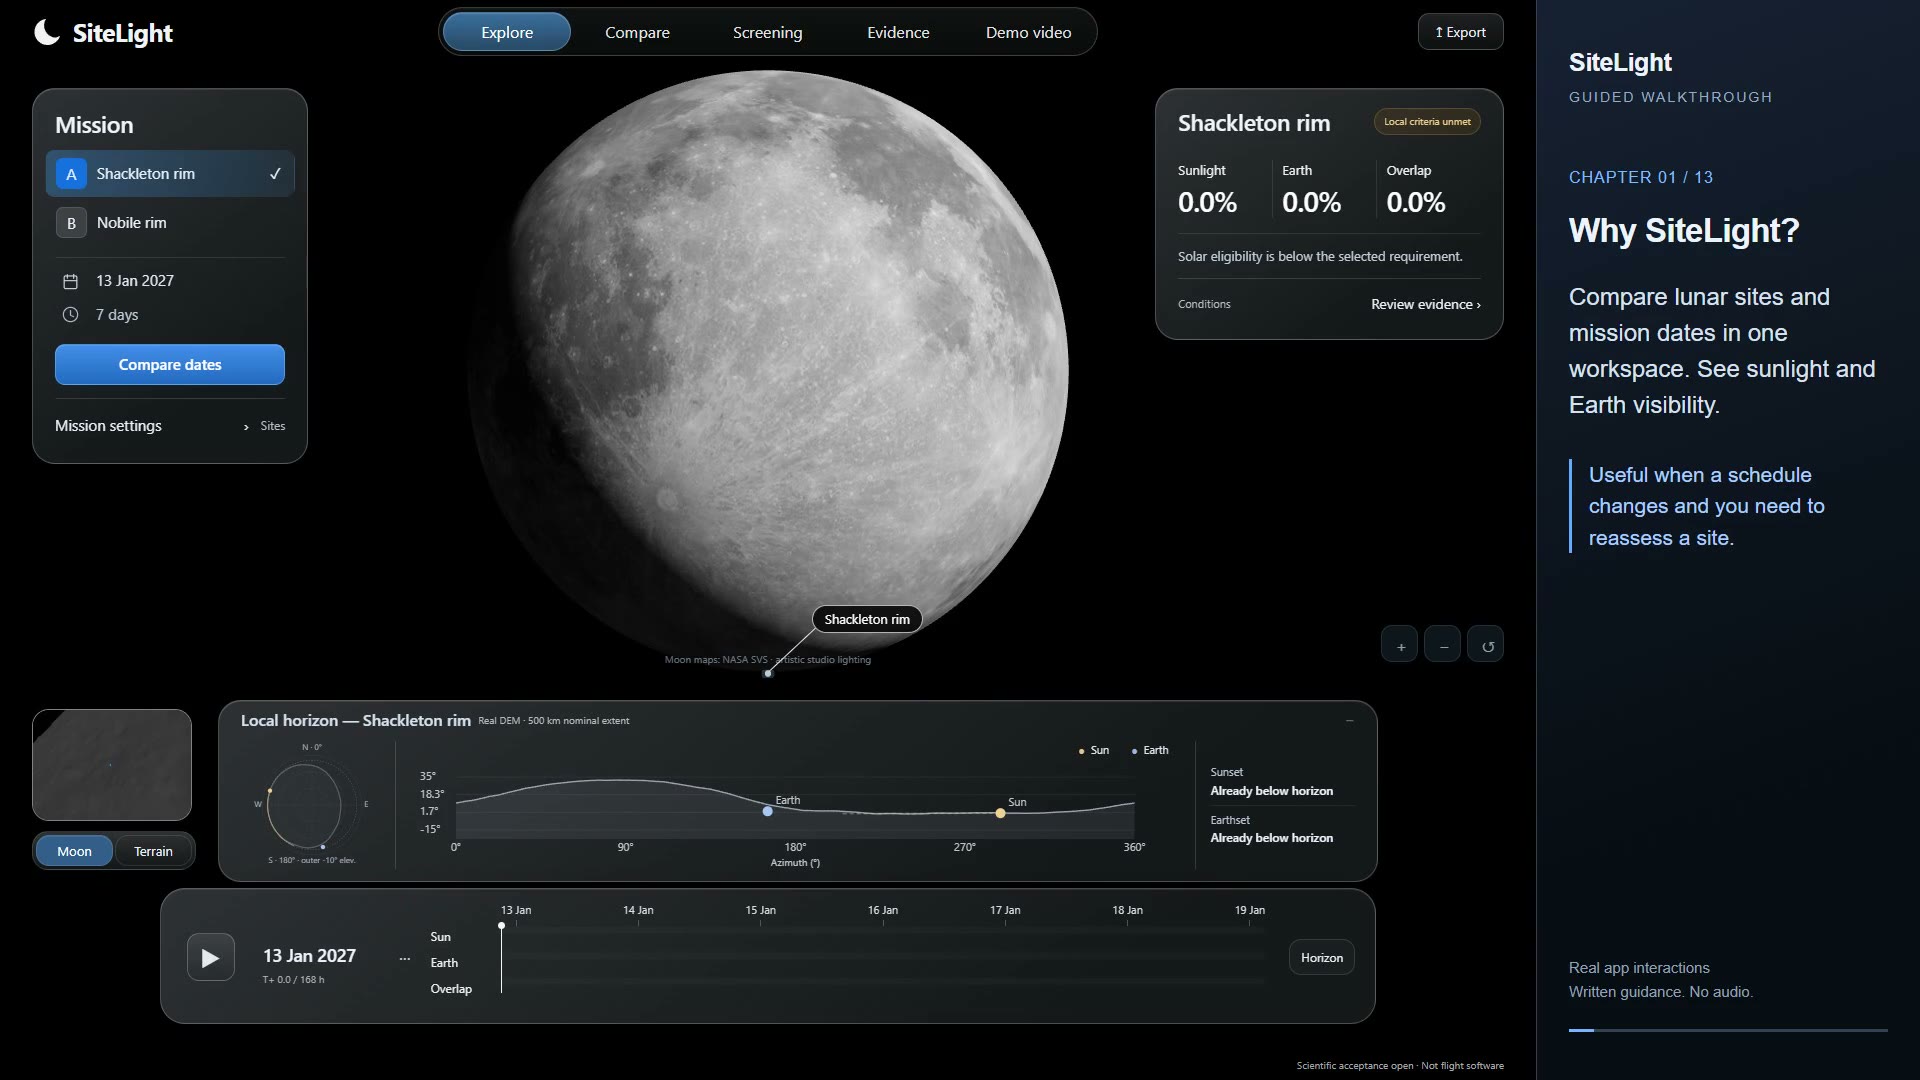 SiteLight
Explore
Compare
Screening
Evidence
Demo video
↥ Export
Mission
A Shackleton rim ✓
B Nobile rim
13 Jan 2027
7 days
Compare dates
Mission settings › Sites
Shackleton rim
Local criteria unmet
Sunlight Earth Overlap
0.0% 0.0% 0.0%
Solar eligibility is below the selected requirement.
Conditions Review evidence ›
Shackleton rim
Moon maps: NASA SVS · artistic studio lighting
+ − ↺
Moon Terrain
Local horizon — Shackleton rim Real DEM · 500 km nominal extent −
N · 0°
W E
S · 180° · outer -10° elev.
Sun Earth
35°
18.3°
1.7°
-15°
Earth
Sun
0° 90° 180° 270° 360°
Azimuth (°)
Sunset
Already below horizon
Earthset
Already below horizon
13 Jan 2027
T+ 0.0 / 168 h
...
13 Jan 14 Jan 15 Jan 16 Jan 17 Jan 18 Jan 19 Jan
Sun
Earth
Overlap
Horizon
Scientific acceptance open · Not flight software
SiteLight
GUIDED WALKTHROUGH
CHAPTER 01 / 13
Why SiteLight?
Compare lunar sites and
mission dates in one
workspace. See sunlight and
Earth visibility.
Useful when a schedule
changes and you need to
reassess a site.
Real app interactions
Written guidance. No audio.